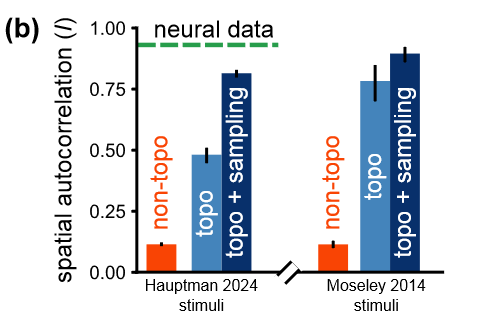 (b)
spatial autocorrelation (I)
1.00
0.75
0.50
0.25
0.00
neural data
non-topo
topo
topo + sampling
non-topo
topo
topo + sampling
Hauptman 2024
stimuli
Moseley 2014
stimuli